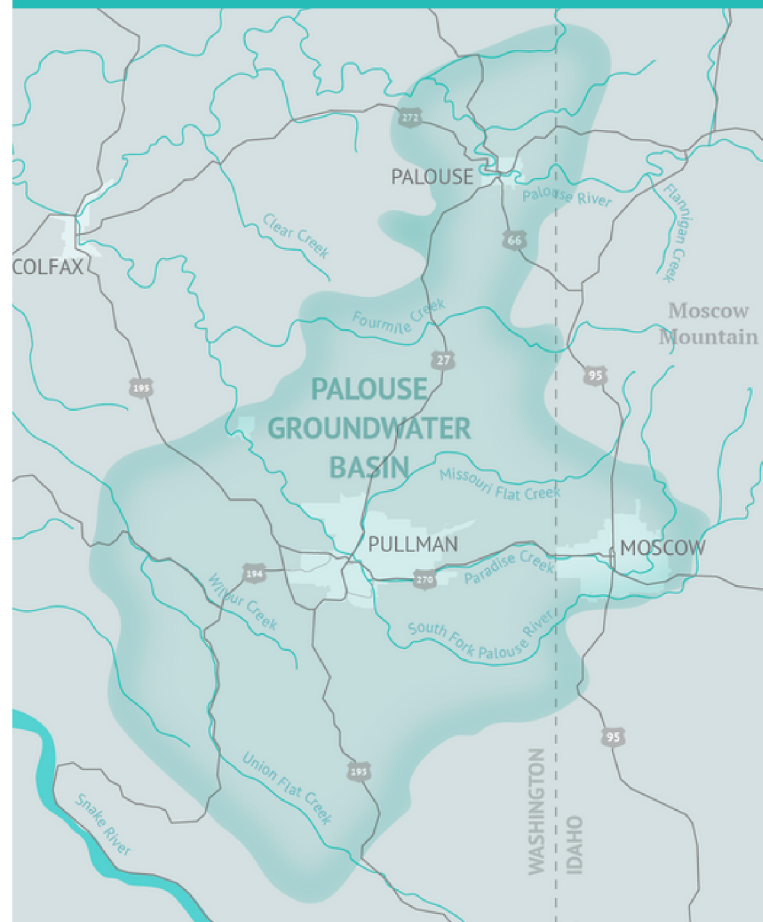 272
PALOUSE
Palouse River
Flannigan Creek
Clear Creek
66
COLFAX
Fourmile Creek
Moscow
Mountain
27
95
195
PALOUSE
GROUNDWATER
BASIN
Missouri Flat Creek
PULLMAN
MOSCOW
194
270
Paradise Creek
Wilbur Creek
South Fork Palouse River
95
195
Union Flat Creek
Snake River
WASHINGTON
IDAHO